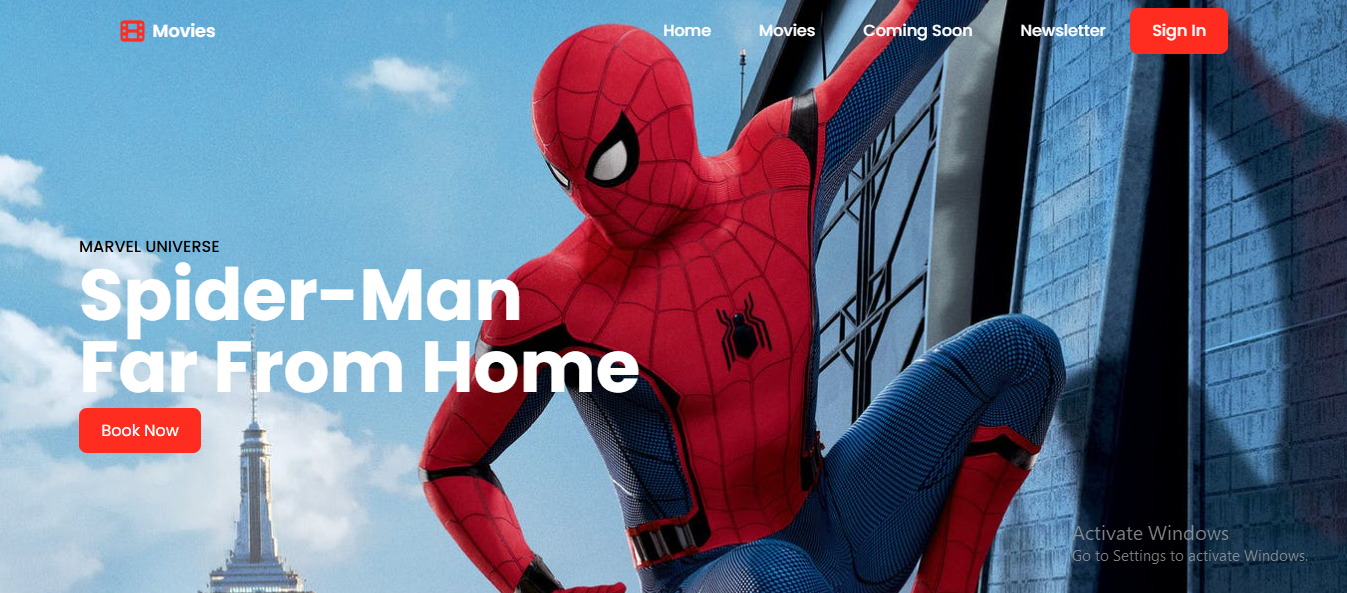 Movies
Home
Movies
Coming Soon
Newsletter
Sign In
MARVEL UNIVERSE
Spider-Man
Far From Home
Book Now
Activate Windows
Go to Settings to activate Windows.